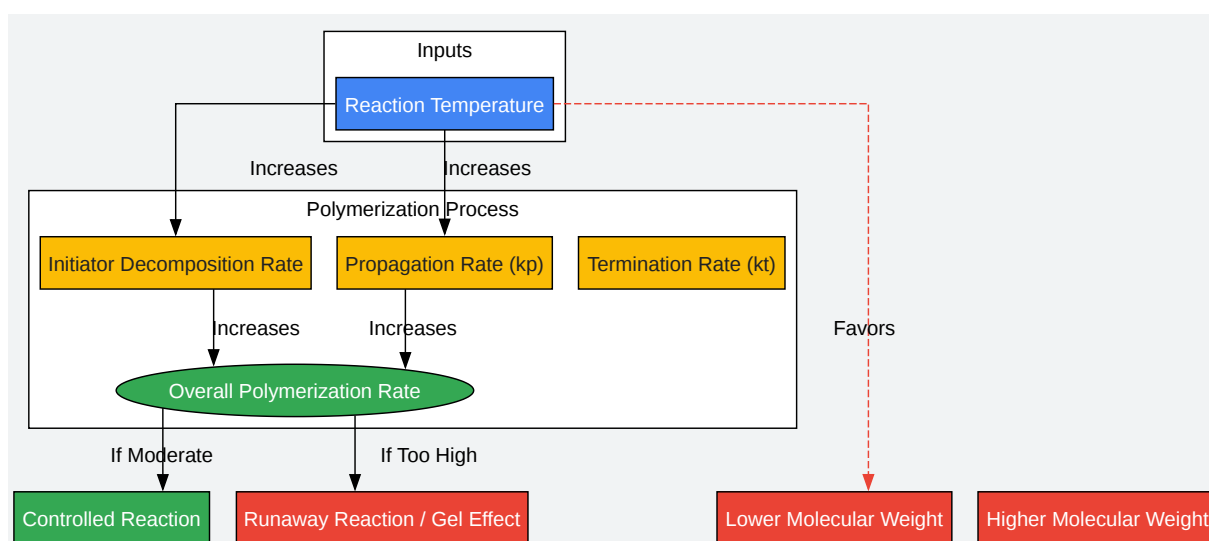 Inputs
Reaction Temperature
Increases
Increases
Polymerization Process
Initiator Decomposition Rate
Propagation Rate (kp)
Termination Rate (kt)
Increases
Increases
Favors
Overall Polymerization Rate
If Moderate
If Too High
Controlled Reaction
Runaway Reaction / Gel Effect
Lower Molecular Weight
Higher Molecular Weight